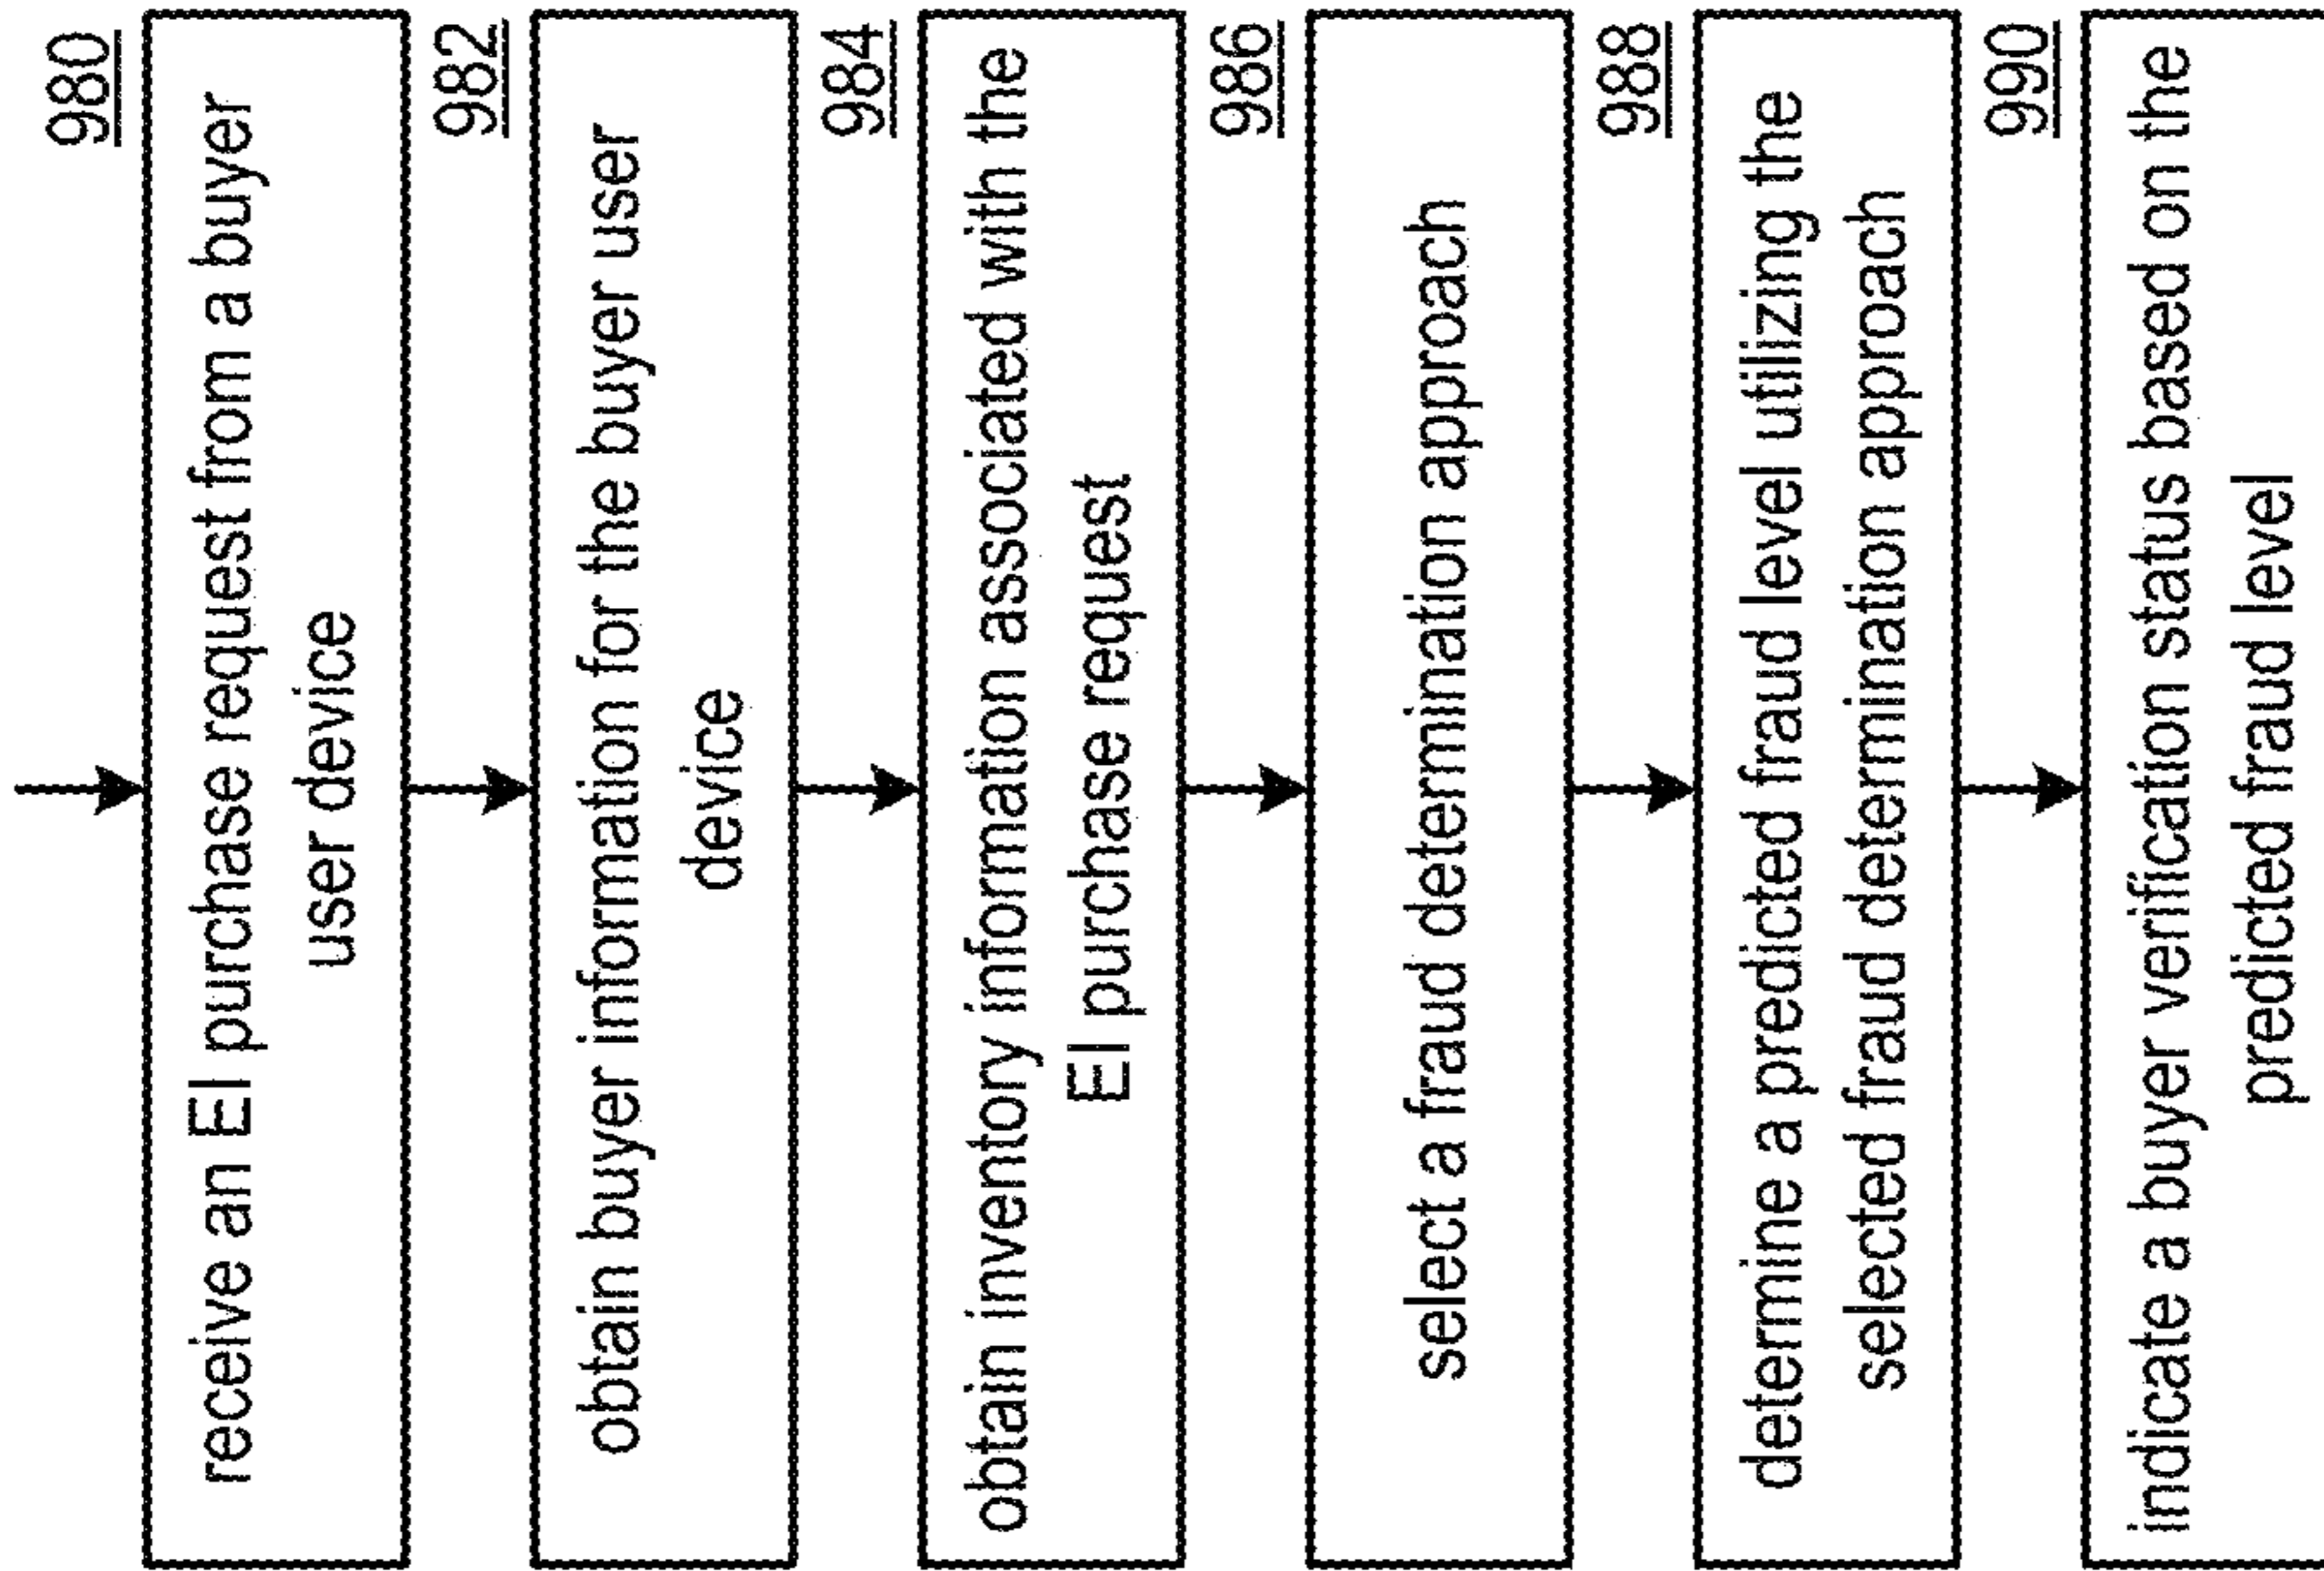 980
receive an EI purchase request from a buyer
user device
982
obtain buyer information for the buyer user
device
984
obtain inventory information associated with the
EI purchase request
986
select a fraud determination approach
988
determine a predicted fraud level utilizing the
selected fraud determination approach
990
indicate a buyer verification status based on the
predicted fraud level